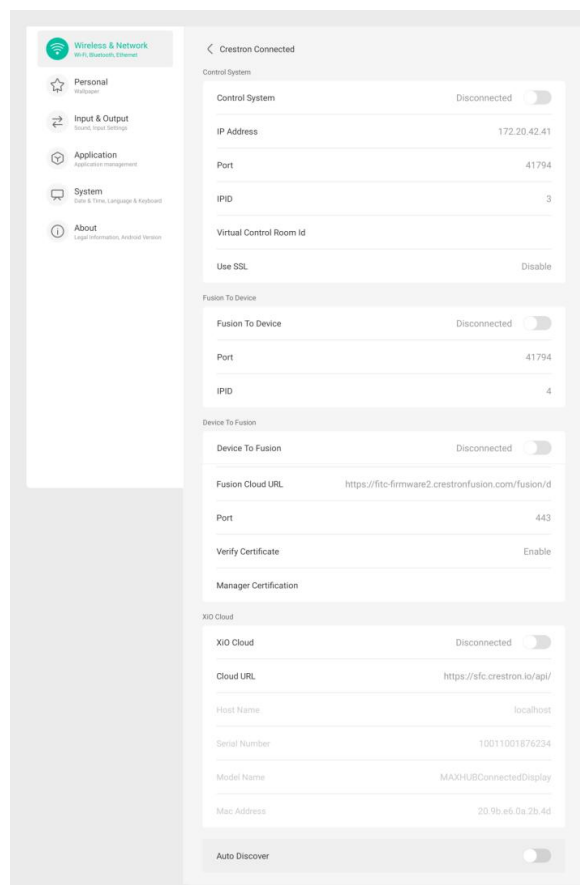 Wireless & Network
Wi-Fi, Bluetooth, Ethernet
Personal
Wallpaper
Input & Output
Sound, Input Settings
Application
Application management
System
Date & Time, Language & Keyboard
About
Legal Information, Android Version
Crestron Connected
Control System
Control System Disconnected
IP Address 172.20.42.41
Port 41794
IPID 3
Virtual Control Room Id
Use SSL Disable
Fusion To Device
Fusion To Device Disconnected
Port 41794
IPID 4
Device To Fusion
Device To Fusion Disconnected
Fusion Cloud URL https://fitc-firmware2.crestronfusion.com/fusion/d
Port 443
Verify Certificate Enable
Manager Certification
XiO Cloud
XiO Cloud Disconnected
Cloud URL https://sfc.crestron.io/api/
Host Name localhost
Serial Number 10011001876234
Model Name MAXHUBConnectedDisplay
Mac Address 20.9b.e6.0a.2b.4d
Auto Discover